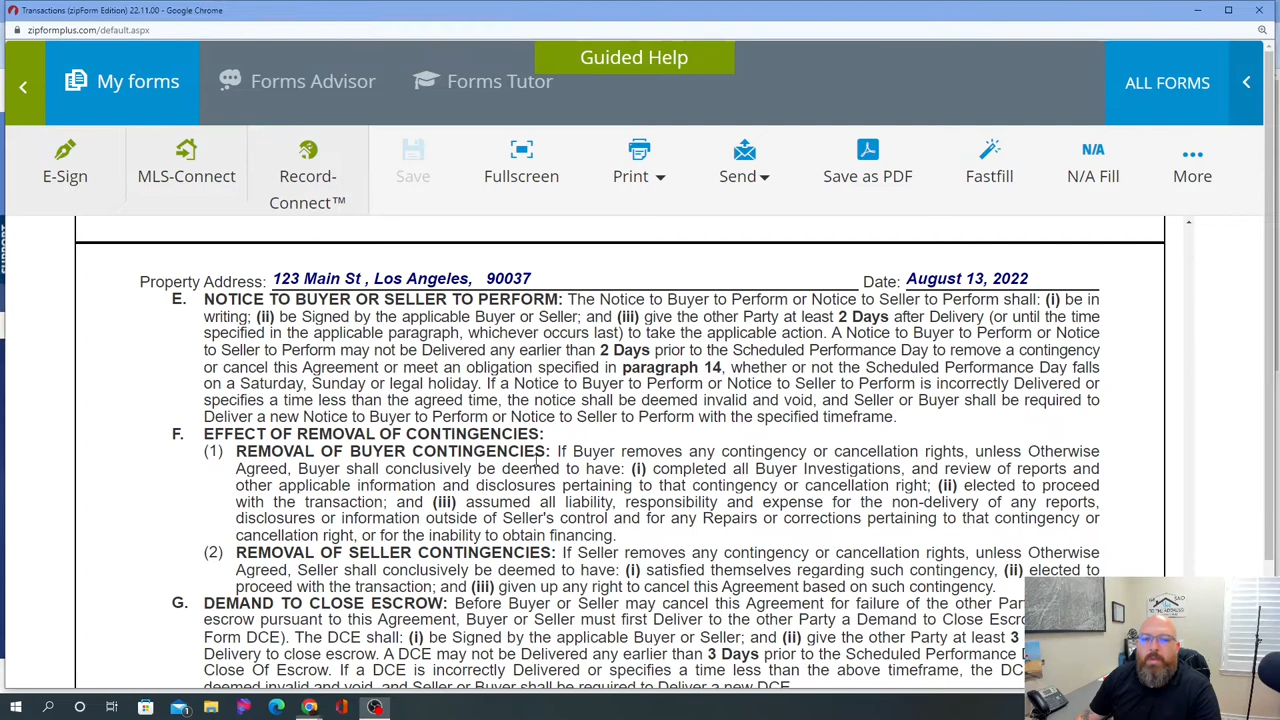 Transactions (zipForm Edition) 22.11.00 - Google Chrome
zipformplus.com/default.aspx
Guided Help
My forms
Forms Advisor
Forms Tutor
ALL FORMS
E-Sign
MLS-Connect
Record-
Connect™
Save
Fullscreen
Print
Send
Save as PDF
Fastfill
N/A
N/A Fill
More
SUPPORT
Property Address: 123 Main St , Los Angeles, 90037 Date: August 13, 2022
E. NOTICE TO BUYER OR SELLER TO PERFORM: The Notice to Buyer to Perform or Notice to Seller to Perform shall: (i) be in
writing; (ii) be Signed by the applicable Buyer or Seller; and (iii) give the other Party at least 2 Days after Delivery (or until the time
specified in the applicable paragraph, whichever occurs last) to take the applicable action. A Notice to Buyer to Perform or Notice
to Seller to Perform may not be Delivered any earlier than 2 Days prior to the Scheduled Performance Day to remove a contingency
or cancel this Agreement or meet an obligation specified in paragraph 14, whether or not the Scheduled Performance Day falls
on a Saturday, Sunday or legal holiday. If a Notice to Buyer to Perform or Notice to Seller to Perform is incorrectly Delivered or
specifies a time less than the agreed time, the notice shall be deemed invalid and void, and Seller or Buyer shall be required to
Deliver a new Notice to Buyer to Perform or Notice to Seller to Perform with the specified timeframe.
F. EFFECT OF REMOVAL OF CONTINGENCIES:
(1) REMOVAL OF BUYER CONTINGENCIES: If Buyer removes any contingency or cancellation rights, unless Otherwise
Agreed, Buyer shall conclusively be deemed to have: (i) completed all Buyer Investigations, and review of reports and
other applicable information and disclosures pertaining to that contingency or cancellation right; (ii) elected to proceed
with the transaction; and (iii) assumed all liability, responsibility and expense for the non-delivery of any reports,
disclosures or information outside of Seller's control and for any Repairs or corrections pertaining to that contingency or
cancellation right, or for the inability to obtain financing.
(2) REMOVAL OF SELLER CONTINGENCIES: If Seller removes any contingency or cancellation rights, unless Otherwise
Agreed, Seller shall conclusively be deemed to have: (i) satisfied themselves regarding such contingency, (ii) elected to
proceed with the transaction; and (iii) given up any right to cancel this Agreement based on such contingency.
G. DEMAND TO CLOSE ESCROW: Before Buyer or Seller may cancel this Agreement for failure of the other Par
escrow pursuant to this Agreement, Buyer or Seller must first Deliver to the other Party a Demand to Close Escr
Form DCE). The DCE shall: (i) be Signed by the applicable Buyer or Seller; and (ii) give the other Party at least 3
Delivery to close escrow. A DCE may not be Delivered any earlier than 3 Days prior to the Scheduled Performance D
Close Of Escrow. If a DCE is incorrectly Delivered or specifies a time less than the above timeframe, the DC
deemed invalid and void, and Seller or Buyer shall be required to Deliver a new DCE.